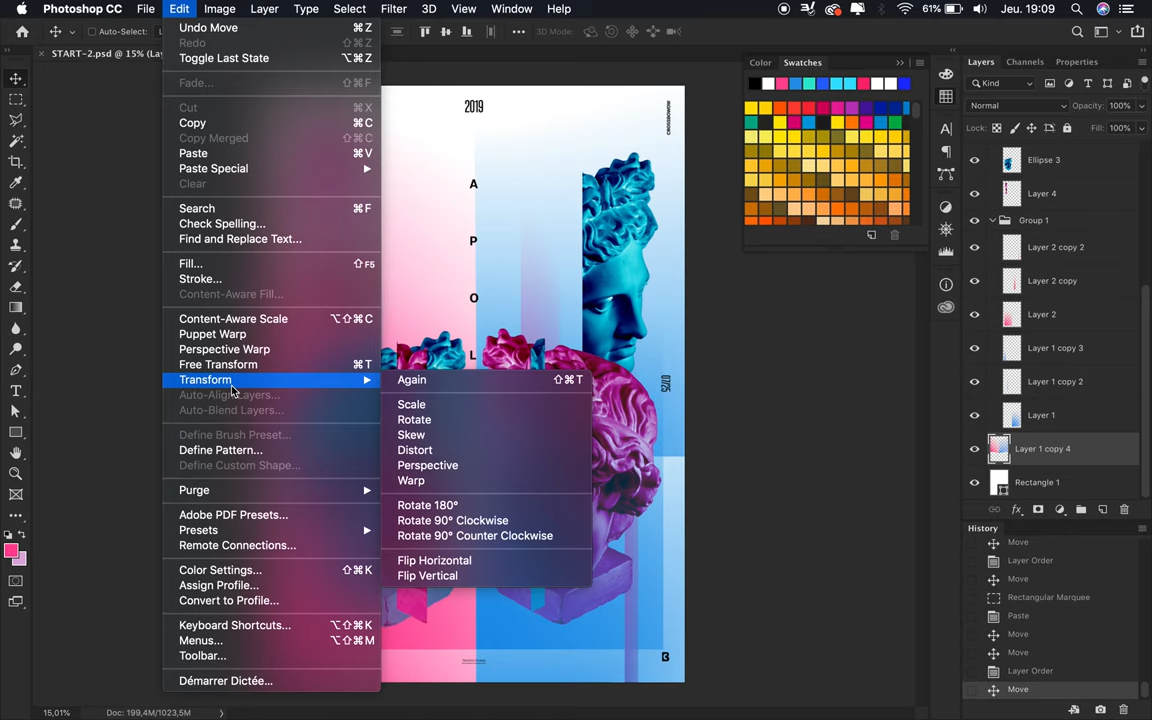 Photoshop CC File Edit Image Layer Type Select Filter 3D View Window Help 61% Jeu. 19:09
Auto-Select: 3D Mode:
START-2.psd @ 15% (La
Undo Move ⌘Z
Redo ⇧⌘Z
Toggle Last State ⌥⌘Z
Fade... ⇧⌘F
Cut ⌘X
Copy ⌘C
Copy Merged ⇧⌘C
Paste ⌘V
Paste Special
Clear
Search ⌘F
Check Spelling...
Find and Replace Text...
Fill... ⇧F5
Stroke...
Content-Aware Fill...
Content-Aware Scale ⌥⇧⌘C
Puppet Warp
Perspective Warp
Free Transform ⌘T
Transform
Auto-Align Layers...
Auto-Blend Layers...
Define Brush Preset...
Define Pattern...
Define Custom Shape...
Purge
Adobe PDF Presets...
Presets
Remote Connections...
Color Settings... ⇧⌘K
Assign Profile...
Convert to Profile...
Keyboard Shortcuts... ⌥⇧⌘K
Menus... ⌥⇧⌘M
Toolbar...
Démarrer Dictée...
Again ⇧⌘T
Scale
Rotate
Skew
Distort
Perspective
Warp
Rotate 180°
Rotate 90° Clockwise
Rotate 90° Counter Clockwise
Flip Horizontal
Flip Vertical
2019
CROSSBOWOW
A
P
O
L
07/25
B
Color Swatches
Layers Channels Properties
Kind
Normal Opacity: 100%
Lock: Fill: 100%
Ellipse 3
Layer 4
Group 1
Layer 2 copy 2
Layer 2 copy
Layer 2
Layer 1 copy 3
Layer 1 copy 2
Layer 1
Layer 1 copy 4
Rectangle 1
fx
History
Move
Layer Order
Move
Rectangular Marquee
Paste
Move
Move
Layer Order
Move
15,01% Doc: 199,4M/1023,5M